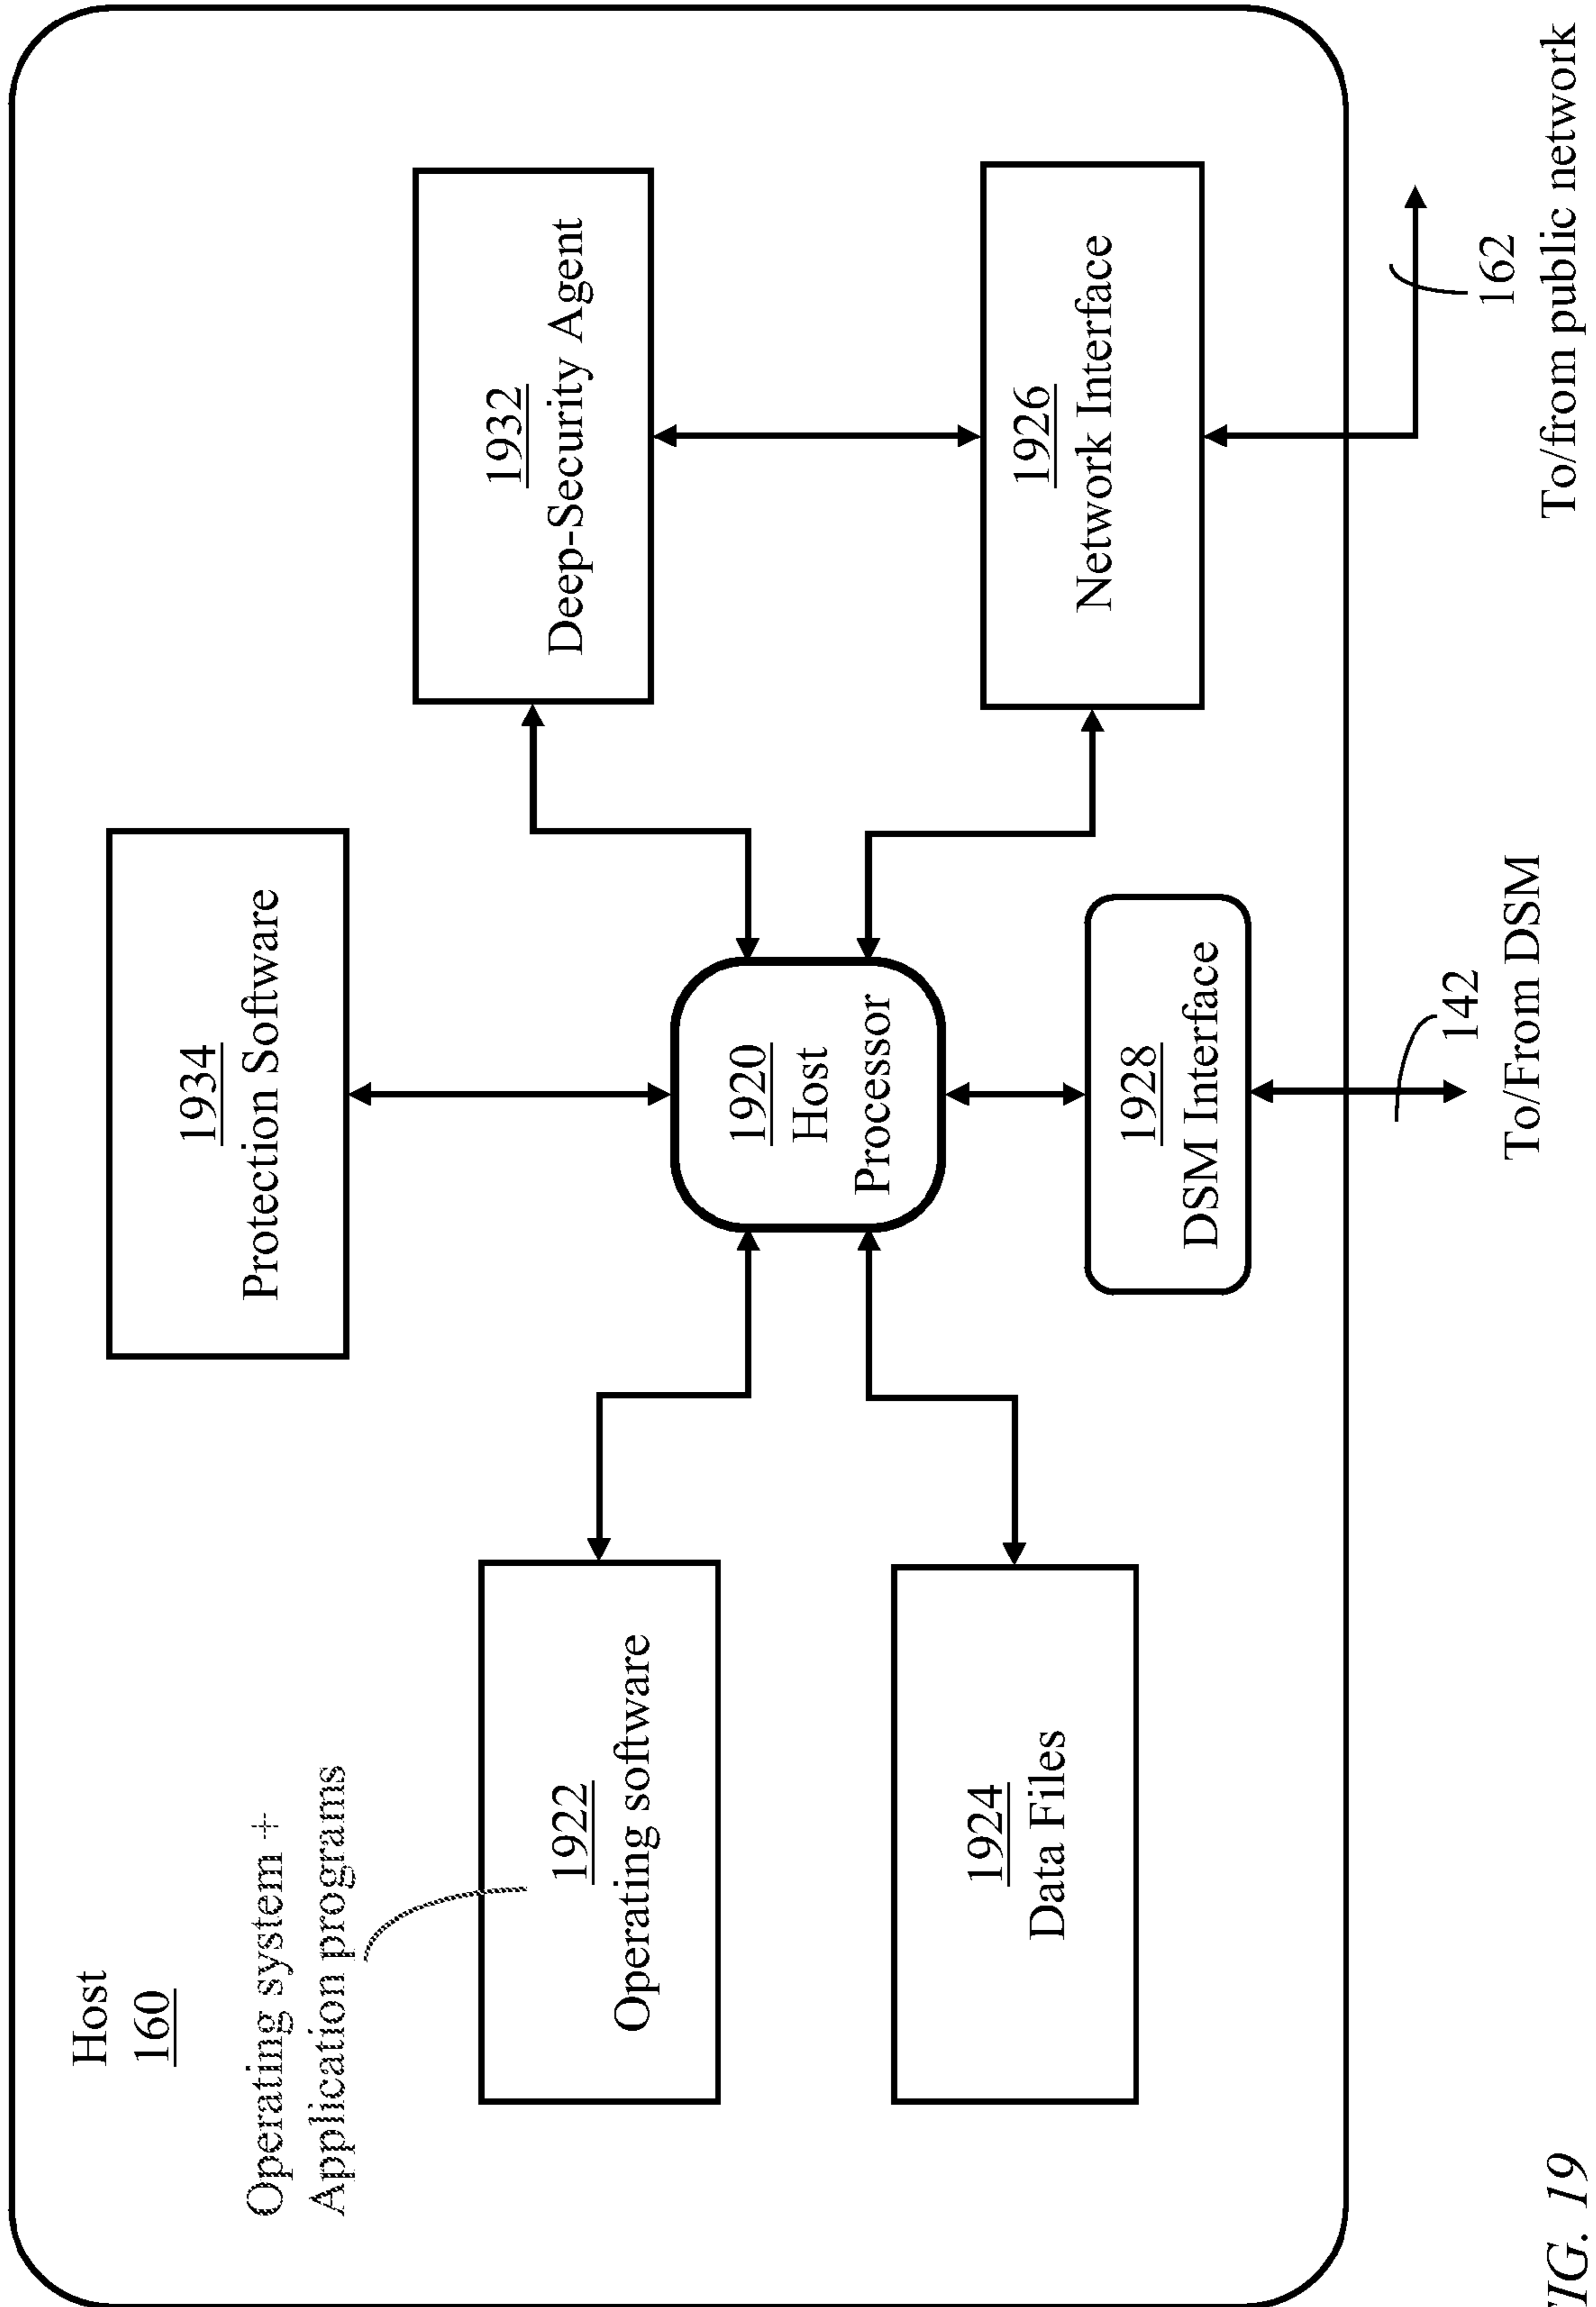 Host
160
Operating system +
Application programs
1934
Protection Software
1922
Operating software
1932
Deep-Security Agent
1920
Host
Processor
1924
Data Files
1928
DSM Interface
1926
Network Interface
142
To/From DSM
162
To/from public network
FIG. 19